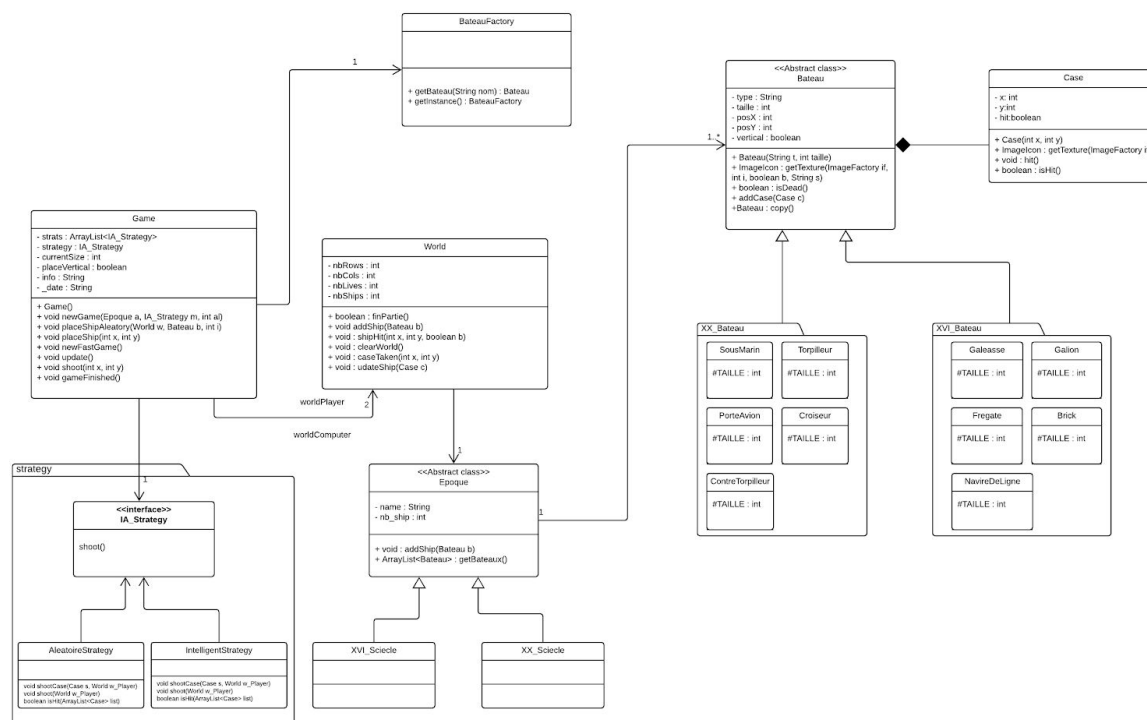 BateauFactory
+ getBateau(String nom) : Bateau
+ getInstance() : BateauFactory
1
<<Abstract class>>
Bateau
- type : String
- taille : int
- posX : int
- posY : int
- vertical : boolean
+ Bateau(String t, int taille)
+ ImageIcon : getTexture(ImageFactory if,
int i, boolean b, String s)
+ boolean : isDead()
+ addCase(Case c)
+Bateau : copy()
1..*
Case
- x: int
- y:int
- hit:boolean
+ Case(int x, int y)
+ ImageIcon : getTexture(ImageFactory if
+ void : hit()
+ boolean : isHit()
Game
- strats : ArrayList<IA_Strategy>
- strategy : IA_Strategy
- currentSize : int
- placeVertical : boolean
- info : String
- _date : String
+ Game()
+ void newGame(Epoque a, IA_Strategy m, int al)
+ void placeShipAleatory(World w, Bateau b, int i)
+ void placeShip(int x, int y)
+ void newFastGame()
+ void update()
+ void shoot(int x, int y)
+ void gameFinished()
World
- nbRows : int
- nbCols : int
- nbLives : int
- nbShips : int
+ boolean : finPartie()
+ void addShip(Bateau b)
+ void : shipHit(int x, int y, boolean b)
+ void : clearWorld()
+ void : caseTaken(int x, int y)
+ void : udateShip(Case c)
worldPlayer
2
worldComputer
XX_Bateau
SousMarin
#TAILLE : int
Torpilleur
#TAILLE : int
PorteAvion
#TAILLE : int
Croiseur
#TAILLE : int
ContreTorpilleur
#TAILLE : int
XVI_Bateau
Galeasse
#TAILLE : int
Galion
#TAILLE : int
Fregate
#TAILLE : int
Brick
#TAILLE : int
NavireDeLigne
#TAILLE : int
strategy
1
<<interface>>
IA_Strategy
shoot()
1
<<Abstract class>>
Epoque
- name : String
- nb_ship : int
+ void : addShip(Bateau b)
+ ArrayList<Bateau> : getBateaux()
1
AleatoireStrategy
void shootCase(Case s, World w_Player)
void shoot(World w_Player)
boolean isHit(ArrayList<Case> list)
IntelligentStrategy
void shootCase(Case s, World w_Player)
void shoot(World w_Player)
boolean isHit(ArrayList<Case> list)
XVI_Sciecle
XX_Sciecle